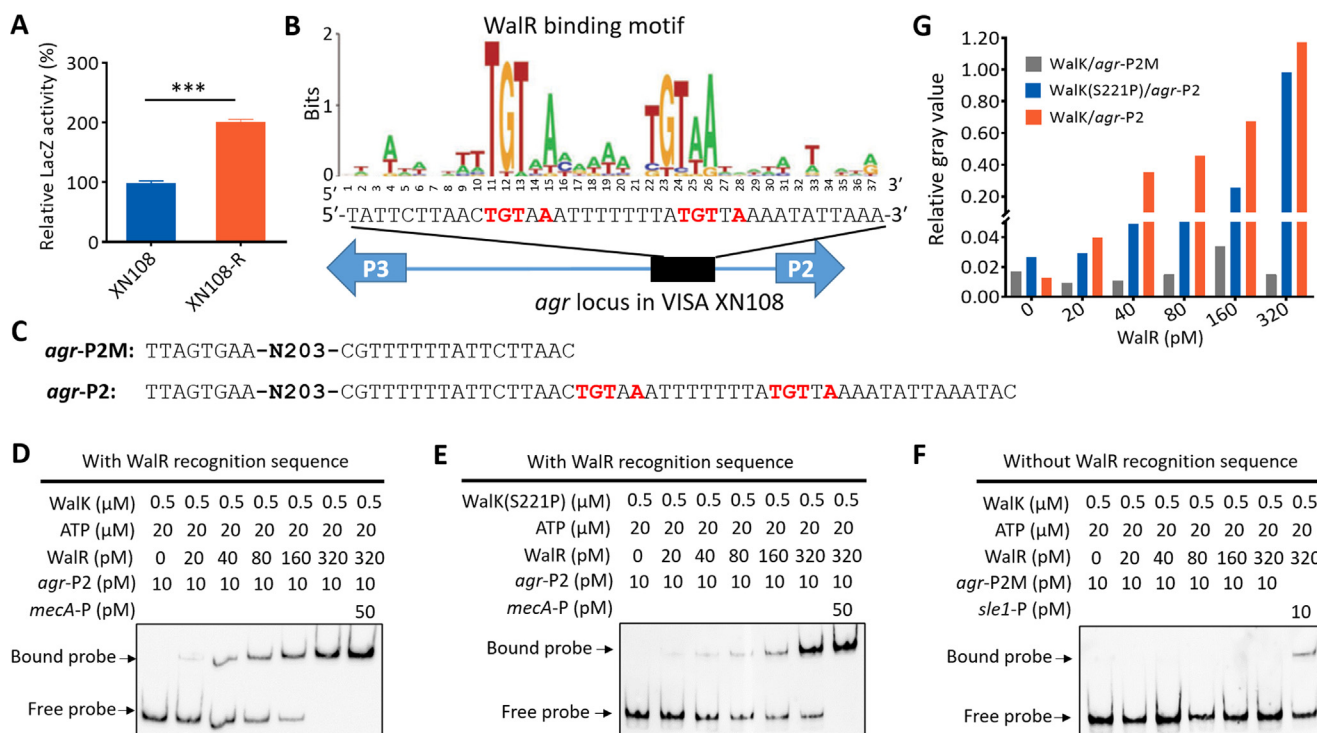 A
Relative LacZ activity (%)
300
200
100
0
***
XN108
XN108-R
B
WalR binding motif
Bits
2
1
0
1 2 3 4 5 6 7 8 9 10 11 12 13 14 15 16 17 18 19 20 21 22 23 24 25 26 27 28 29 30 31 32 33 34 35 36 37
5′ 3′
5′-TATTCTTAACTGTAAATTTTTTTATGTTAAAATATTAAA-3′
P3 P2
agr locus in VISA XN108
G
Relative gray value
1.20
1.00
0.80
0.60
0.40
0.20
0.04
0.02
0.00
WalK/agr-P2M
WalK(S221P)/agr-P2
WalK/agr-P2
0 20 40 80 160 320
WalR (pM)
C
agr-P2M: TTAGTGAA-N203-CGTTTTTTATTCTTAAC
agr-P2: TTAGTGAA-N203-CGTTTTTTATTCTTAACTGTAAATTTTTTTATGTTAAAATATTAAATAC
D
With WalR recognition sequence
WalK (μM) 0.5 0.5 0.5 0.5 0.5 0.5 0.5
ATP (μM) 20 20 20 20 20 20 20
WalR (pM) 0 20 40 80 160 320 320
agr-P2 (pM) 10 10 10 10 10 10 10
mecA-P (pM) 50
Bound probe
Free probe
E
With WalR recognition sequence
WalK(S221P) (μM) 0.5 0.5 0.5 0.5 0.5 0.5 0.5
ATP (μM) 20 20 20 20 20 20 20
WalR (pM) 0 20 40 80 160 320 320
agr-P2 (pM) 10 10 10 10 10 10 10
mecA-P (pM) 50
Bound probe
Free probe
F
Without WalR recognition sequence
WalK (μM) 0.5 0.5 0.5 0.5 0.5 0.5 0.5
ATP (μM) 20 20 20 20 20 20 20
WalR (pM) 0 20 40 80 160 320 320
agr-P2M (pM) 10 10 10 10 10 10
sle1-P (pM) 10
Bound probe
Free probe